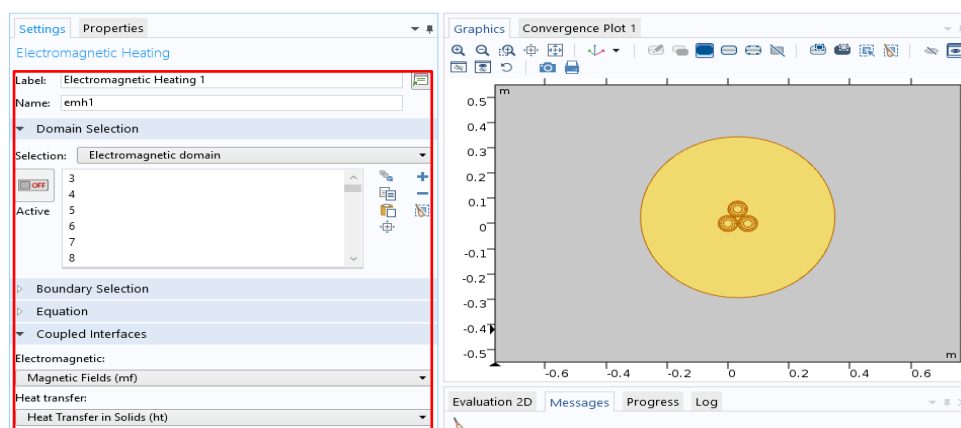 Settings Properties
Electromagnetic Heating
Label: Electromagnetic Heating 1
Name: emh1
Domain Selection
Selection: Electromagnetic domain
OFF
Active
3
4
5
6
7
8
Boundary Selection
Equation
Coupled Interfaces
Electromagnetic:
Magnetic Fields (mf)
Heat transfer:
Heat Transfer in Solids (ht)
Graphics Convergence Plot 1
m
0.5
0.4
0.3
0.2
0.1
0
-0.1
-0.2
-0.3
-0.4
-0.5
m
-0.6 -0.4 -0.2 0 0.2 0.4 0.6
Evaluation 2D Messages Progress Log